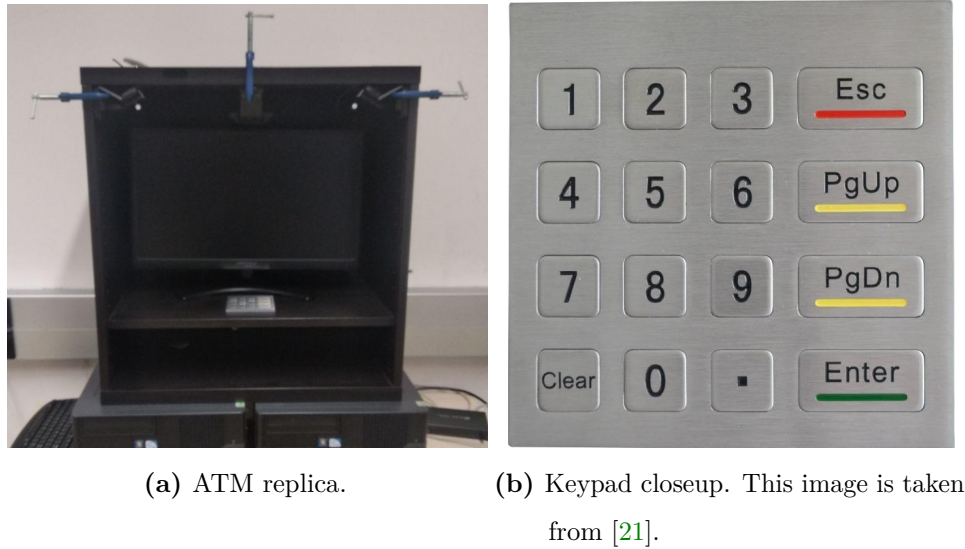 1 2 3 Esc
4 5 6 PgUp
7 8 9 PgDn
Clear 0 . Enter
(a) ATM replica.
(b) Keypad closeup. This image is taken
from [21].